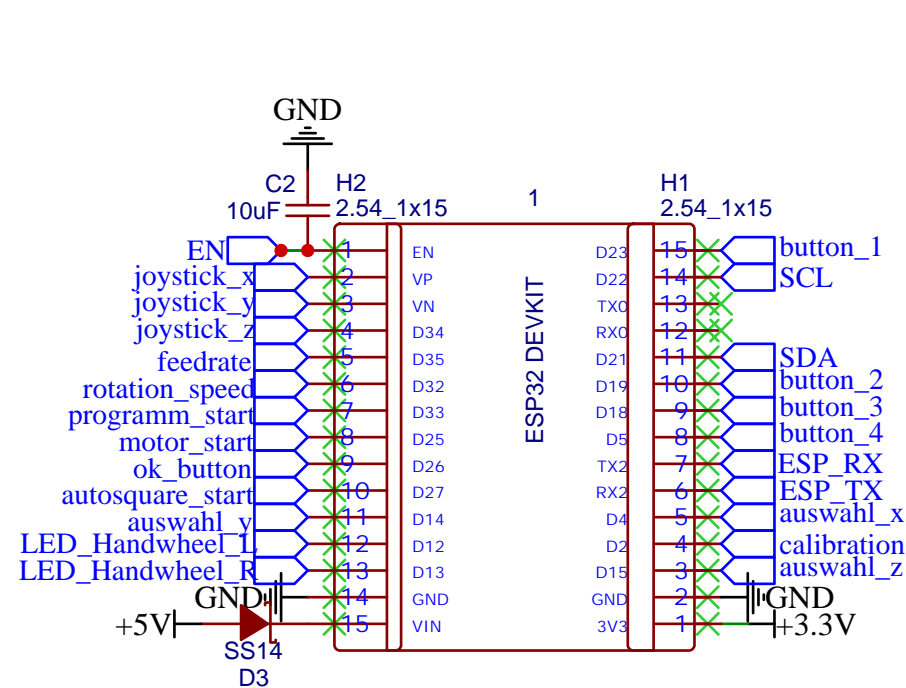 GND
C2
10uF
H2
2.54_1x15
1
H1
2.54_1x15
EN 1 EN D23 15 button_1
joystick_x 2 VP D22 14 SCL
joystick_y 3 VN TX0 13
joystick_z 4 D34 RX0 12
feedrate 5 D35 D21 11 SDA
rotation_speed 6 D32 D19 10 button_2
programm_start 7 D33 D18 9 button_3
motor_start 8 D25 D5 8 button_4
ok_button 9 D26 TX2 7 ESP_RX
autosquare_start 10 D27 RX2 6 ESP_TX
auswahl_y 11 D14 D4 5 auswahl_x
LED_Handwheel_L 12 D12 D2 4 calibration
LED_Handwheel_R 13 D13 D15 3 auswahl_z
GND 14 GND GND 2 GND
+5V 15 VIN 3V3 1 +3.3V
ESP32 DEVKIT
SS14
D3